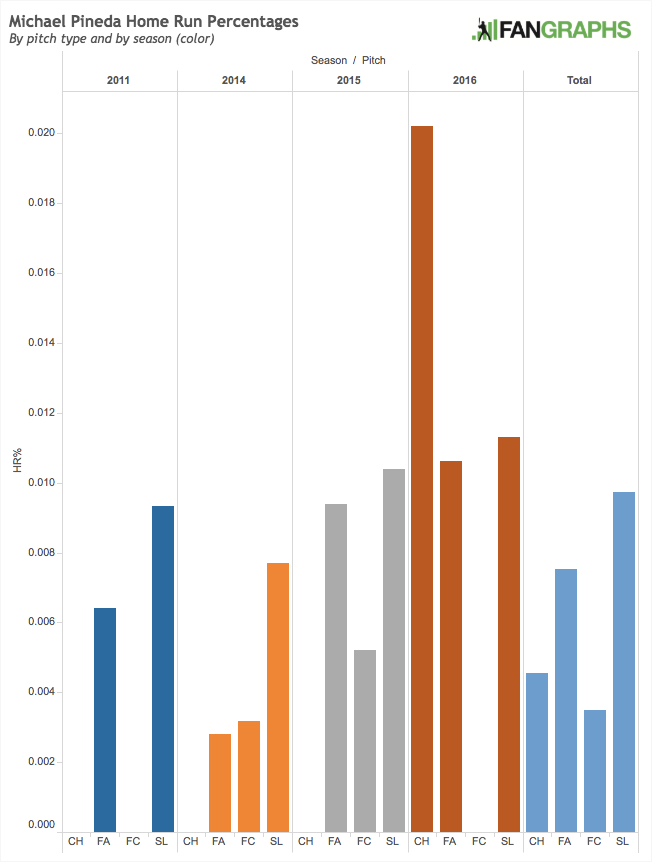 Michael Pineda Home Run Percentages
By pitch type and by season (color)
FANGRAPHS
Season / Pitch
2011 2014 2015 2016 Total
0.020
0.018
0.016
0.014
0.012
HR%
0.010
0.008
0.006
0.004
0.002
0.000
CH FA FC SL CH FA FC SL CH FA FC SL CH FA FC SL CH FA FC SL